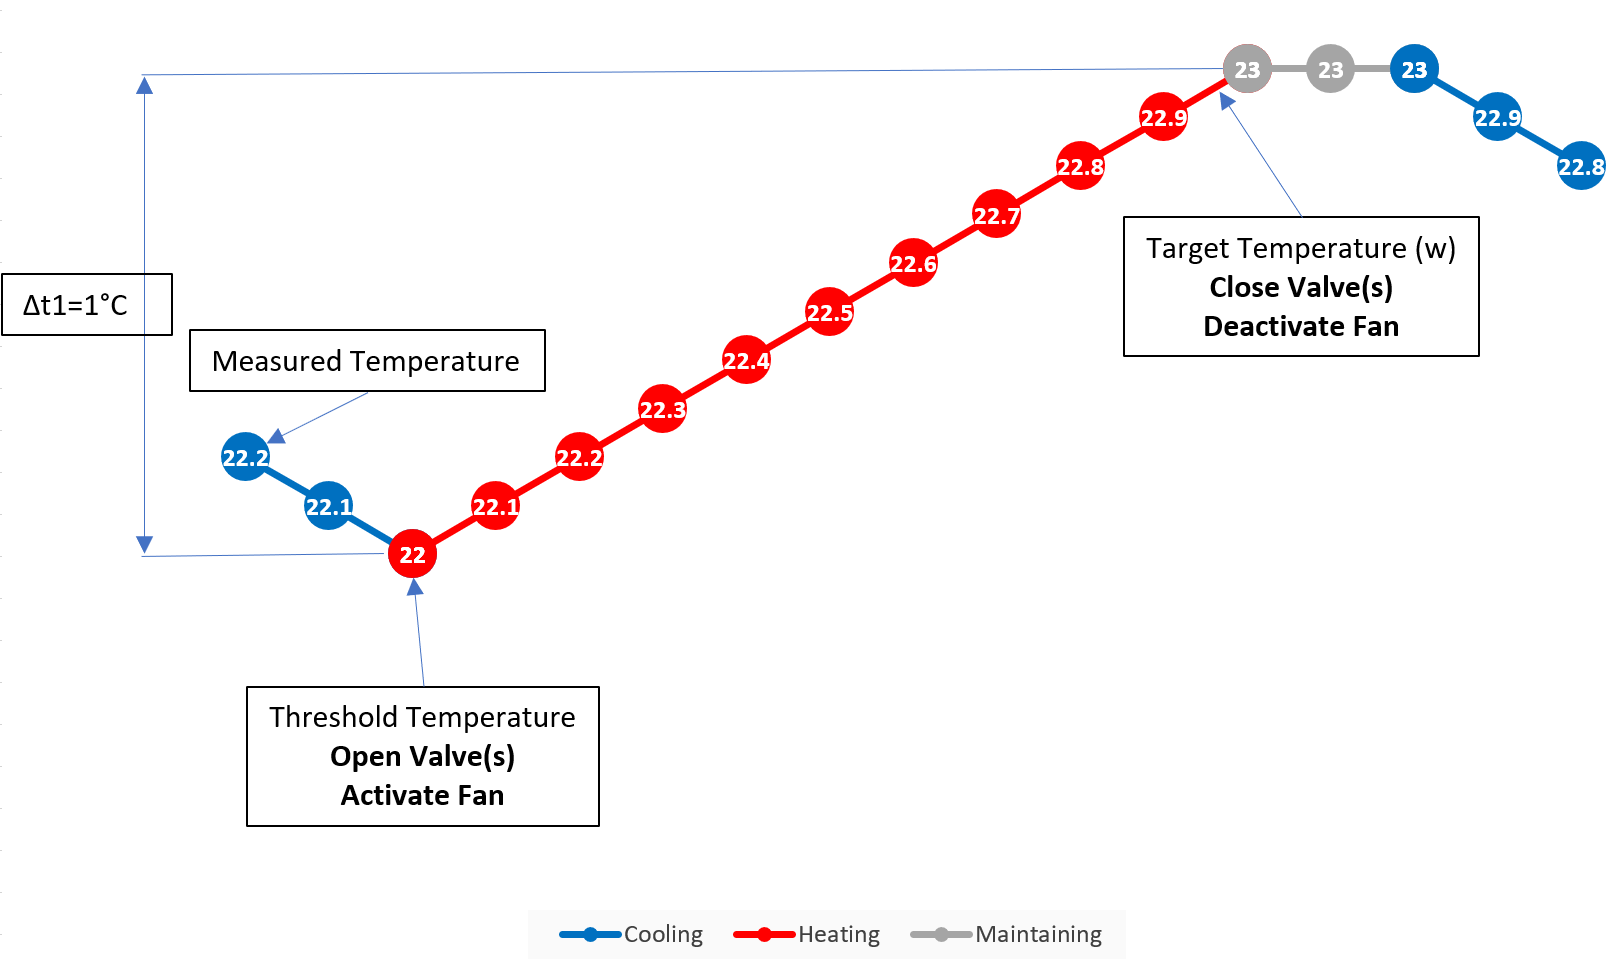 23
23
23
22.9
22.9
22.8
22.8
22.7
22.6
22.5
22.4
22.3
22.2
22.1
22
22.1
22.2
Δt1=1°C
Measured Temperature
Target Temperature (w)
Close Valve(s)
Deactivate Fan
Threshold Temperature
Open Valve(s)
Activate Fan
Cooling
Heating
Maintaining